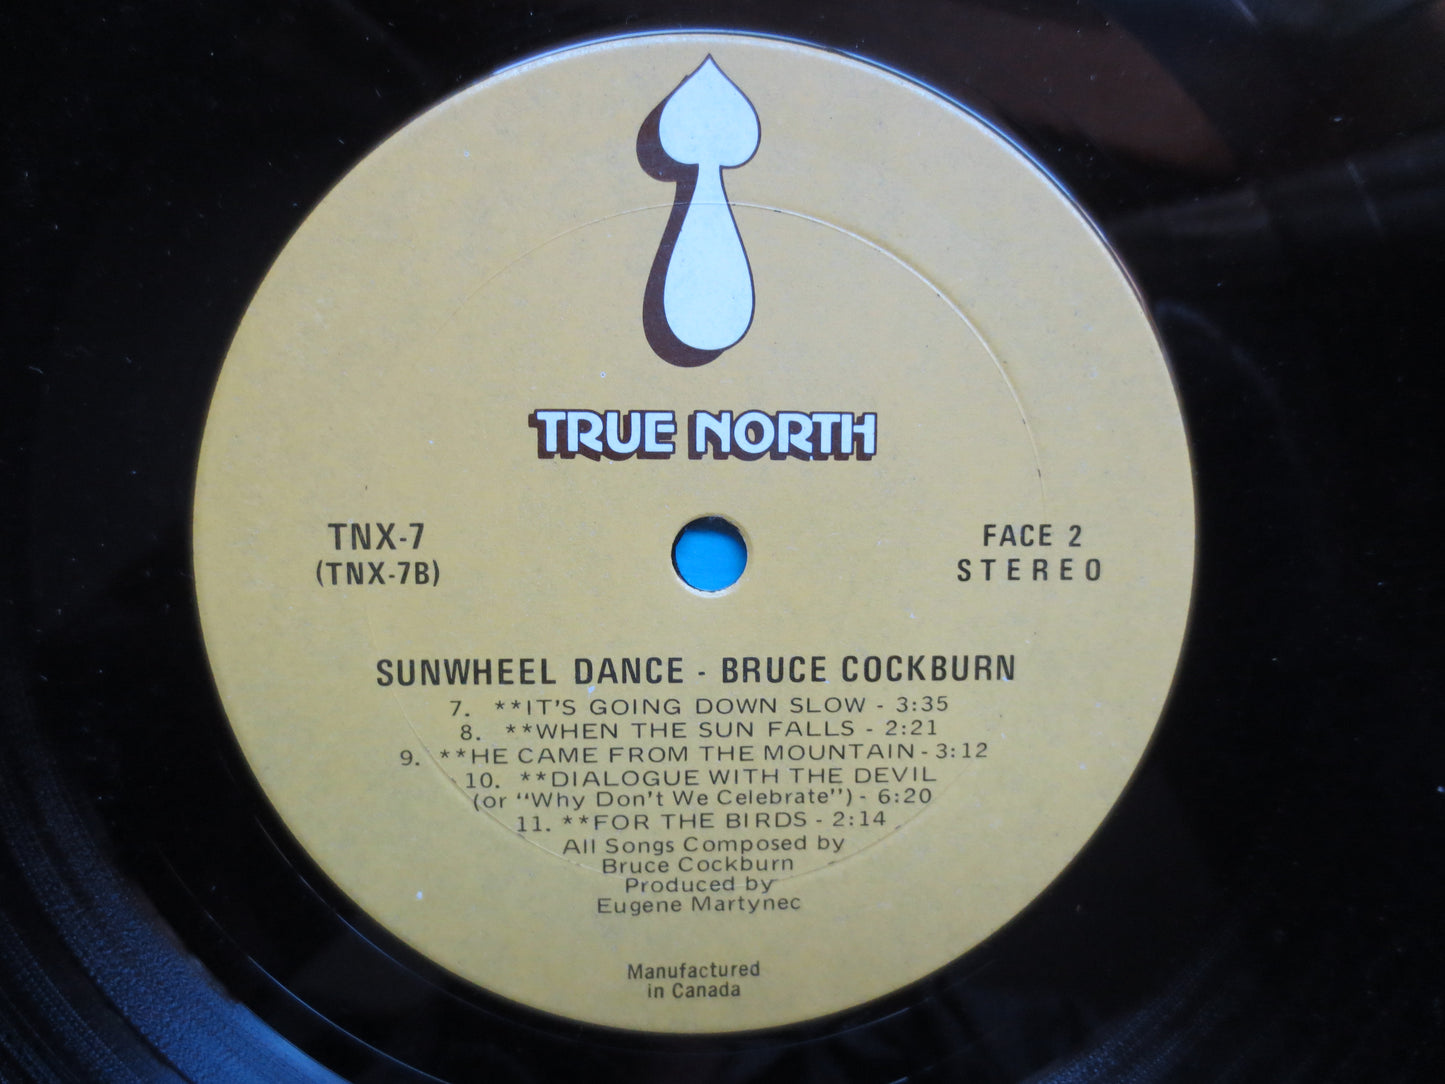 TRUE NORTH
TNX-7
(TNX-7B)
FACE 2
STEREO
SUNWHEEL DANCE - BRUCE COCKBURN
7. **IT'S GOING DOWN SLOW - 3:35
8. **WHEN THE SUN FALLS - 2:21
9. **HE CAME FROM THE MOUNTAIN - 3:12
10. **DIALOGUE WITH THE DEVIL
(or "Why Don't We Celebrate") - 6:20
11. **FOR THE BIRDS - 2:14
All Songs Composed by
Bruce Cockburn
Produced by
Eugene Martynec
Manufactured
in Canada